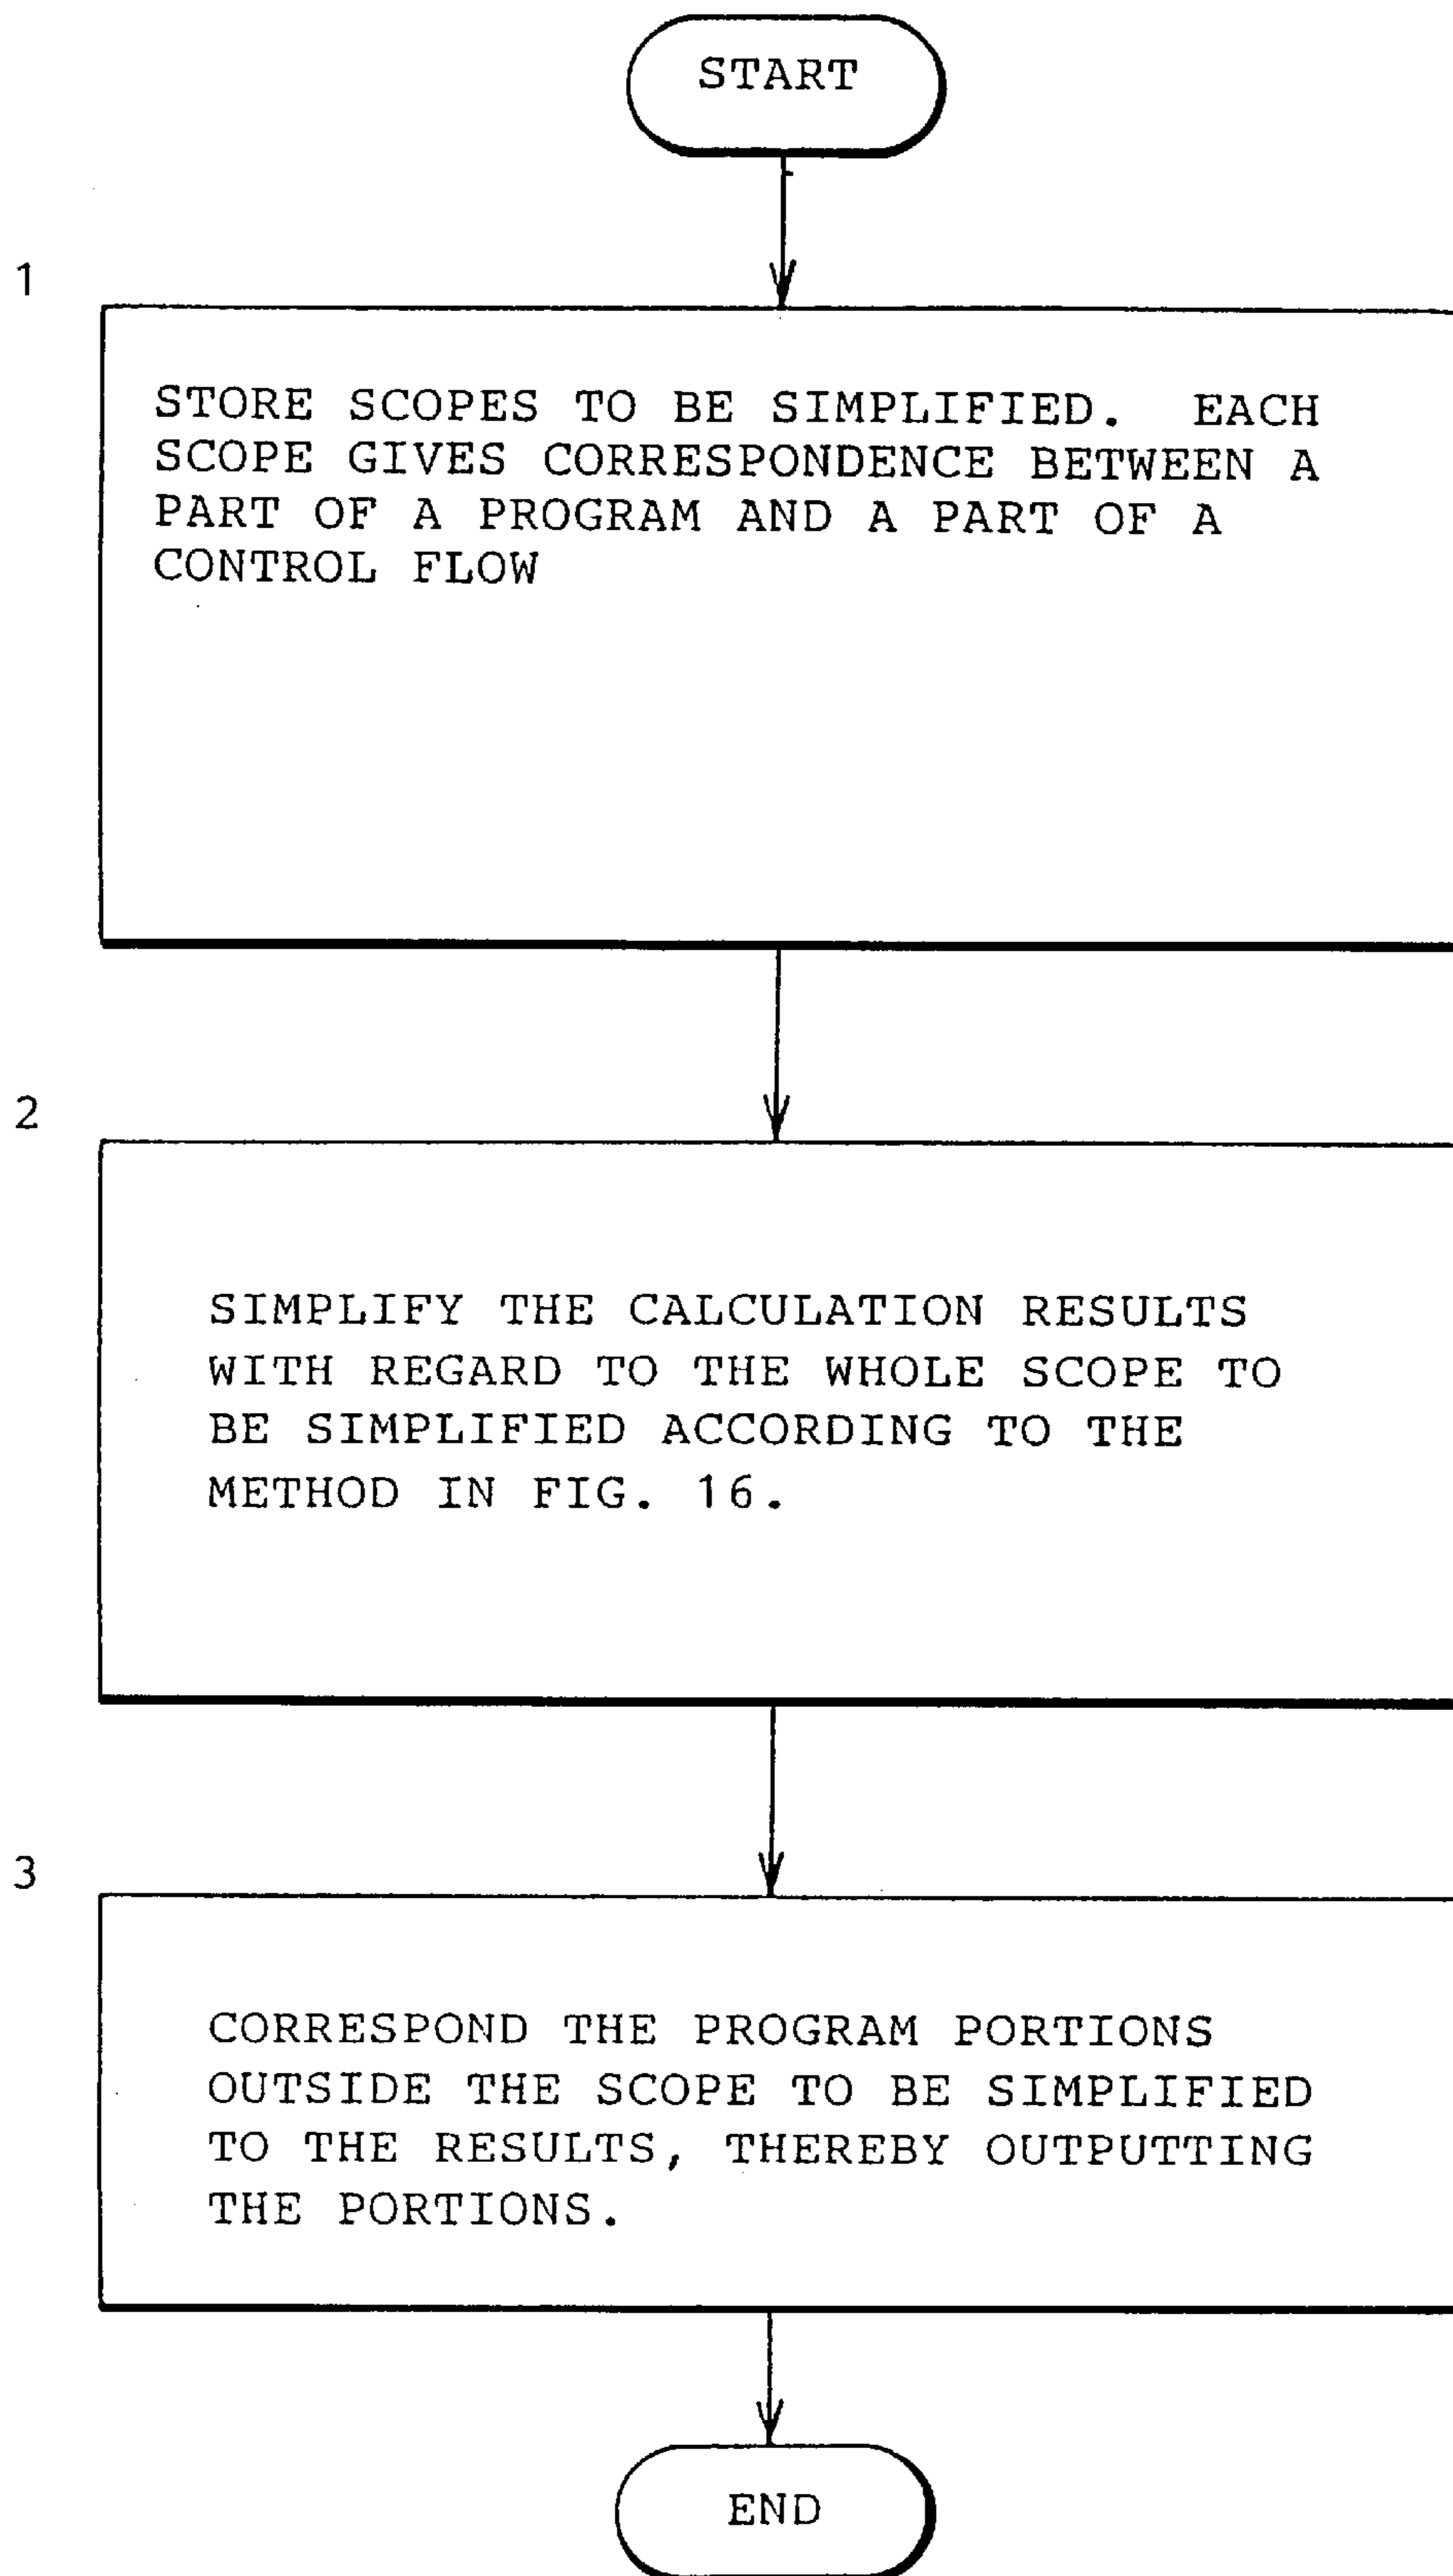 START
1
STORE SCOPES TO BE SIMPLIFIED. EACH
SCOPE GIVES CORRESPONDENCE BETWEEN A
PART OF A PROGRAM AND A PART OF A
CONTROL FLOW
2
SIMPLIFY THE CALCULATION RESULTS
WITH REGARD TO THE WHOLE SCOPE TO
BE SIMPLIFIED ACCORDING TO THE
METHOD IN FIG. 16.
3
CORRESPOND THE PROGRAM PORTIONS
OUTSIDE THE SCOPE TO BE SIMPLIFIED
TO THE RESULTS, THEREBY OUTPUTTING
THE PORTIONS.
END